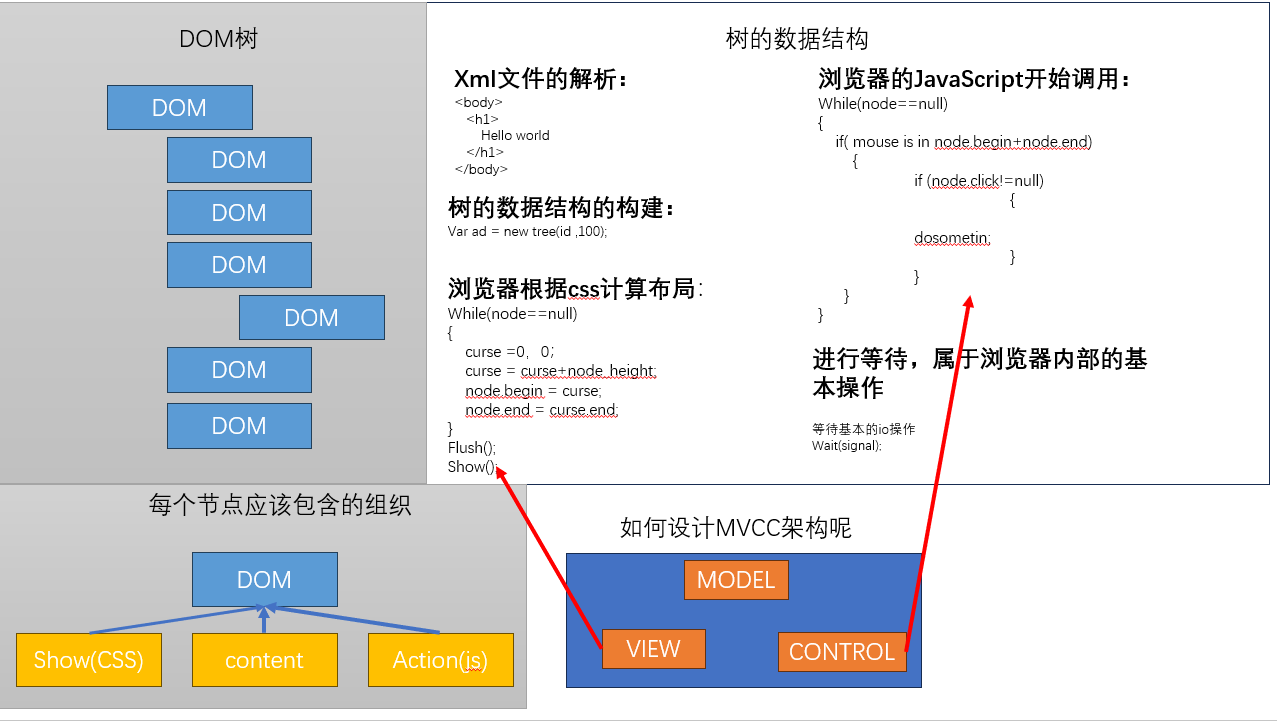 DOM树
DOM
DOM
DOM
DOM
DOM
DOM
DOM
树的数据结构
Xml文件的解析：
<body>
<h1>
Hello world
</h1>
</body>
树的数据结构的构建：
Var ad = new tree(id ,100);
浏览器根据css计算布局：
While(node==null)
{
curse =0，0；
curse = curse+node_height;
node.begin = curse;
node.end = curse.end;
}
Flush();
Show();
浏览器的JavaScript开始调用：
While(node==null)
{
if( mouse is in node.begin+node.end)
{
if (node.click!=null)
{
dosometin;
}
}
}
}
进行等待，属于浏览器内部的基
本操作
等待基本的io操作
Wait(signal);
每个节点应该包含的组织
DOM
Show(CSS)
content
Action(js)
如何设计MVCC架构呢
MODEL
VIEW
CONTROL